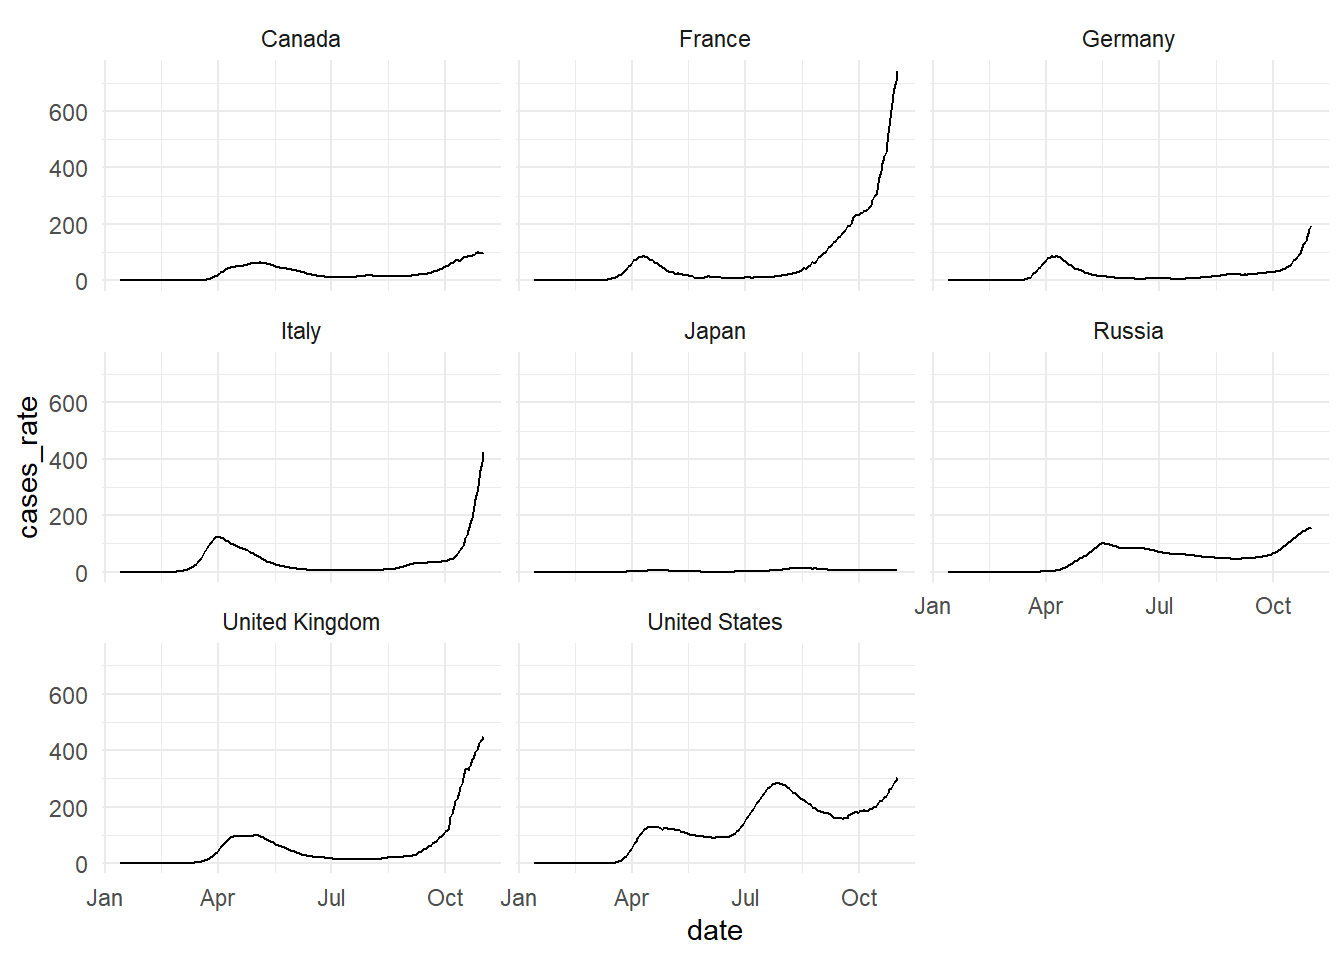 Canada France Germany
600
400
200
0
Italy Japan Russia
cases_rate
600
400
200
0
Jan Apr Jul Oct
United Kingdom United States
600
400
200
0
Jan Apr Jul Oct Jan Apr Jul Oct
date